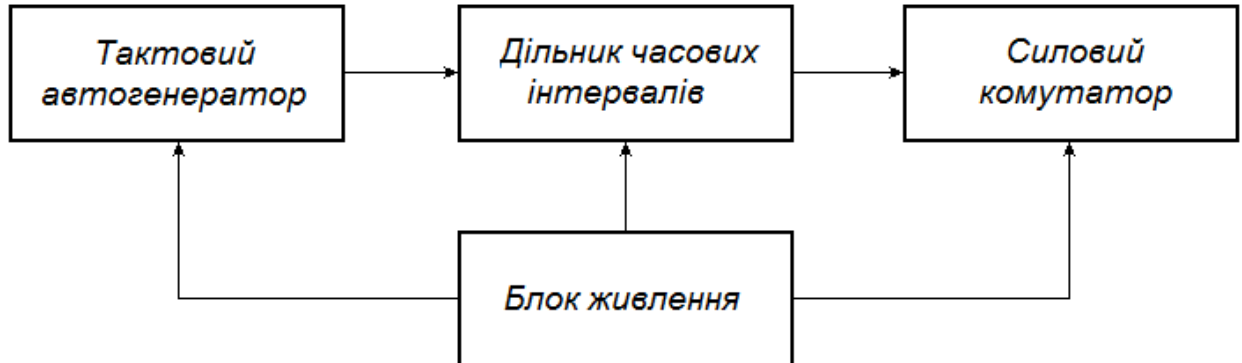 Тактовий
автогенератор
Дільник часових
інтервалів
Силовий
комутатор
Блок живлення